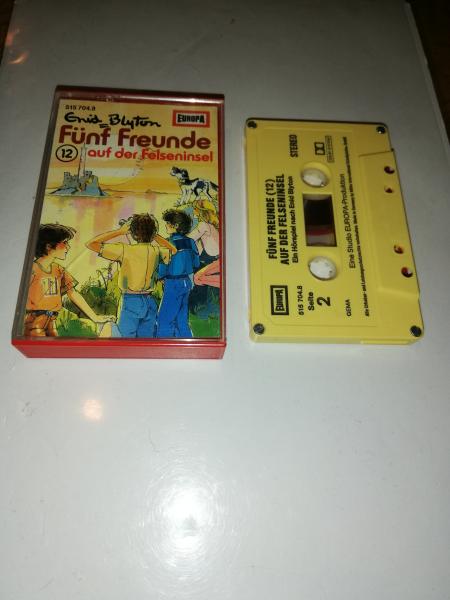 515 704.8
EUROPA
Enid Blyton
Fünf Freunde
12 auf der Felseninsel
FÜNF FREUNDE (12)
AUF DER FELSENINSEL
Ein Hörspiel nach Enid Blyton
STEREO
EUROPA
515 704.8
Seite
2
GEMA
Eine Studio EUROPA-Produktion